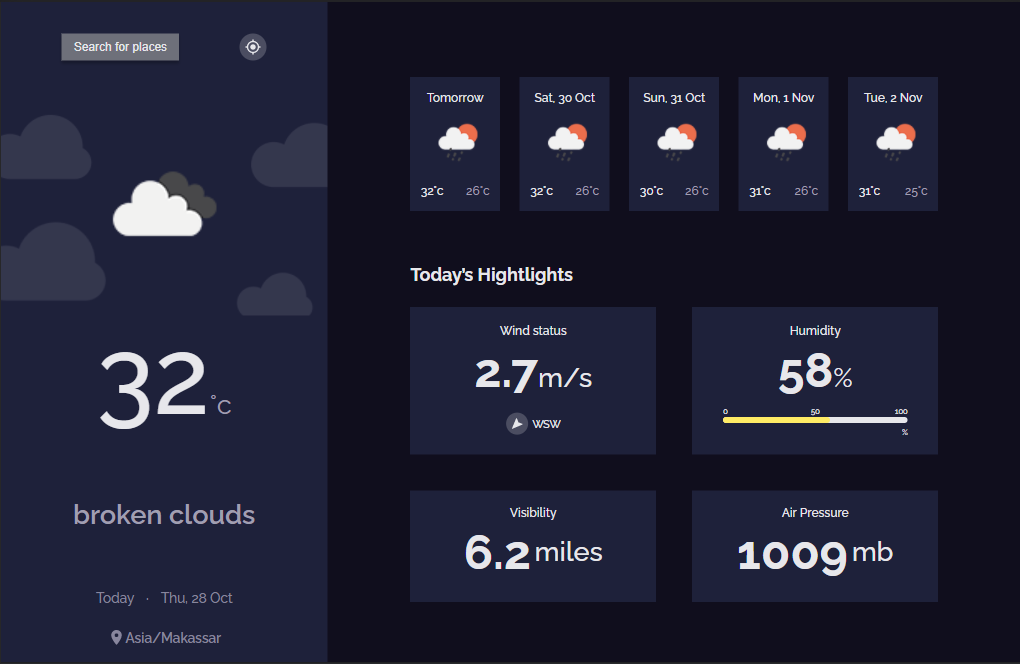 Search for places
32°C
broken clouds
Today · Thu, 28 Oct
Asia/Makassar
Tomorrow
32°c 26°c
Sat, 30 Oct
32°c 26°c
Sun, 31 Oct
30°c 26°c
Mon, 1 Nov
31°c 26°c
Tue, 2 Nov
31°c 25°c
Today's Hightlights
Wind status
2.7m/s
WSW
Humidity
58%
0 50 100
%
Visibility
6.2 miles
Air Pressure
1009 mb